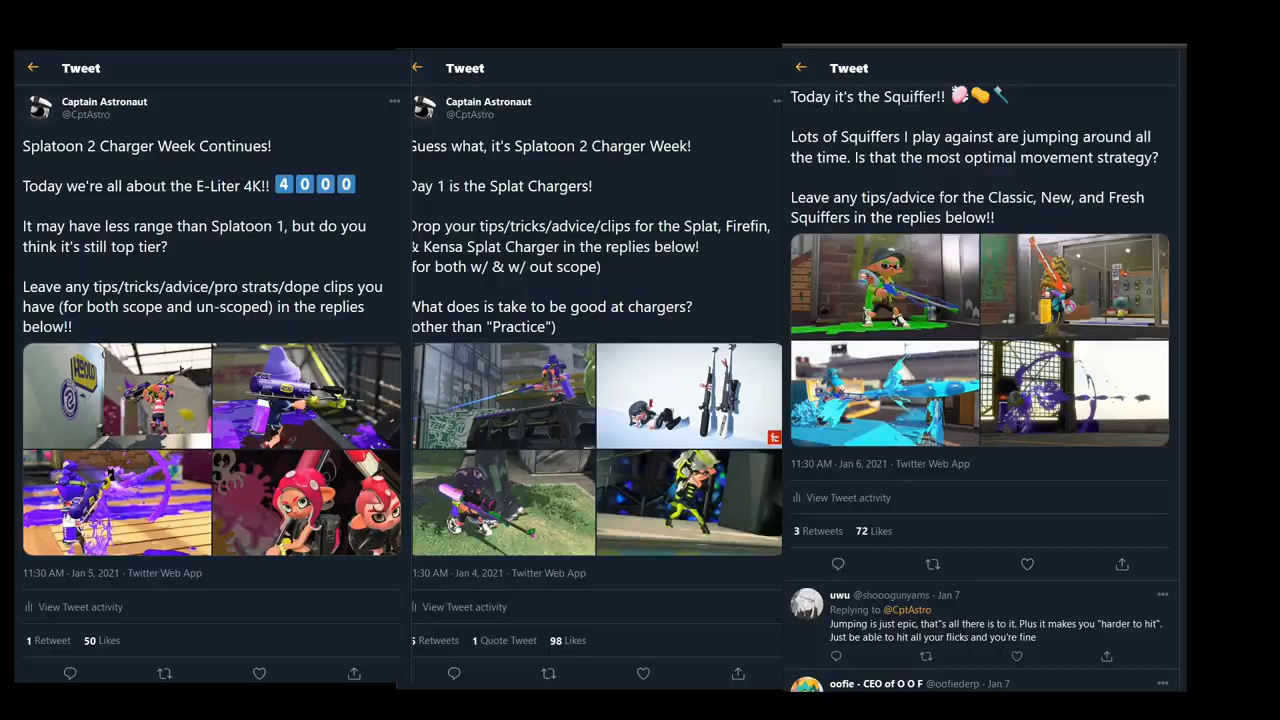 Tweet
Captain Astronaut
@CptAstro
Splatoon 2 Charger Week Continues!
Today we're all about the E-Liter 4K!! 4 0 0 0
It may have less range than Splatoon 1, but do you
think it's still top tier?
Leave any tips/tricks/advice/pro strats/dope clips you
have (for both scope and un-scoped) in the replies
below!!
11:30 AM · Jan 5, 2021 · Twitter Web App
View Tweet activity
1 Retweet 50 Likes
Tweet
Captain Astronaut
@CptAstro
Guess what, it's Splatoon 2 Charger Week!
Day 1 is the Splat Chargers!
Drop your tips/tricks/advice/clips for the Splat, Firefin,
& Kensa Splat Charger in the replies below!
for both w/ & w/ out scope)
What does is take to be good at chargers?
other than "Practice")
1:30 AM · Jan 4, 2021 · Twitter Web App
View Tweet activity
Retweets 1 Quote Tweet 98 Likes
Tweet
Today it's the Squiffer!!
Lots of Squiffers I play against are jumping around all
the time. Is that the most optimal movement strategy?
Leave any tips/advice for the Classic, New, and Fresh
Squiffers in the replies below!!
11:30 AM · Jan 6, 2021 · Twitter Web App
View Tweet activity
3 Retweets 72 Likes
uwu @shooogunyams · Jan 7
Replying to @CptAstro
Jumping is just epic, that"s all there is to it. Plus it makes you "harder to hit".
Just be able to hit all your flicks and you're fine
oofie - CEO of O O F @oofiederp · Jan 7